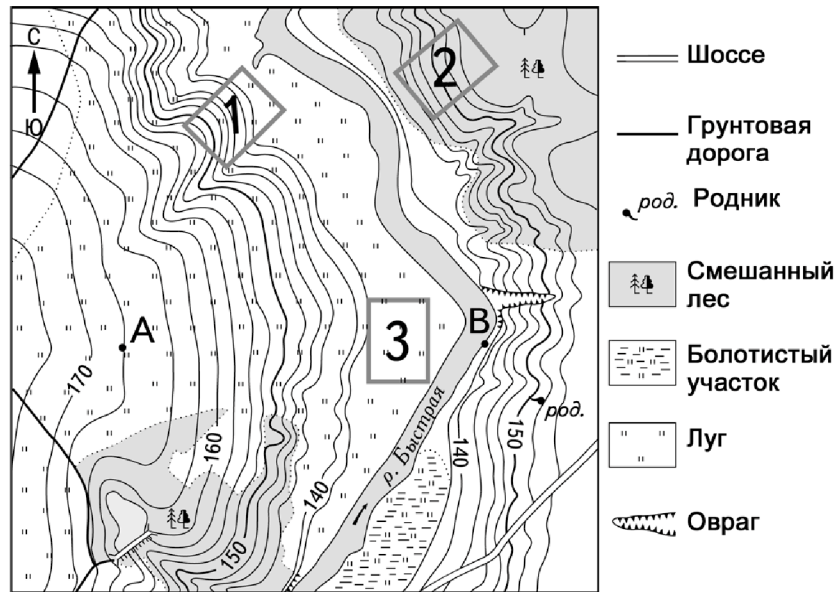 С
Ю
1
2
3
А
В
170
160
150
140
140
150
р. Быстрая
род.
Шоссе
Грунтовая
дорога
род.
Родник
Смешанный
лес
Болотистый
участок
Луг
Овраг